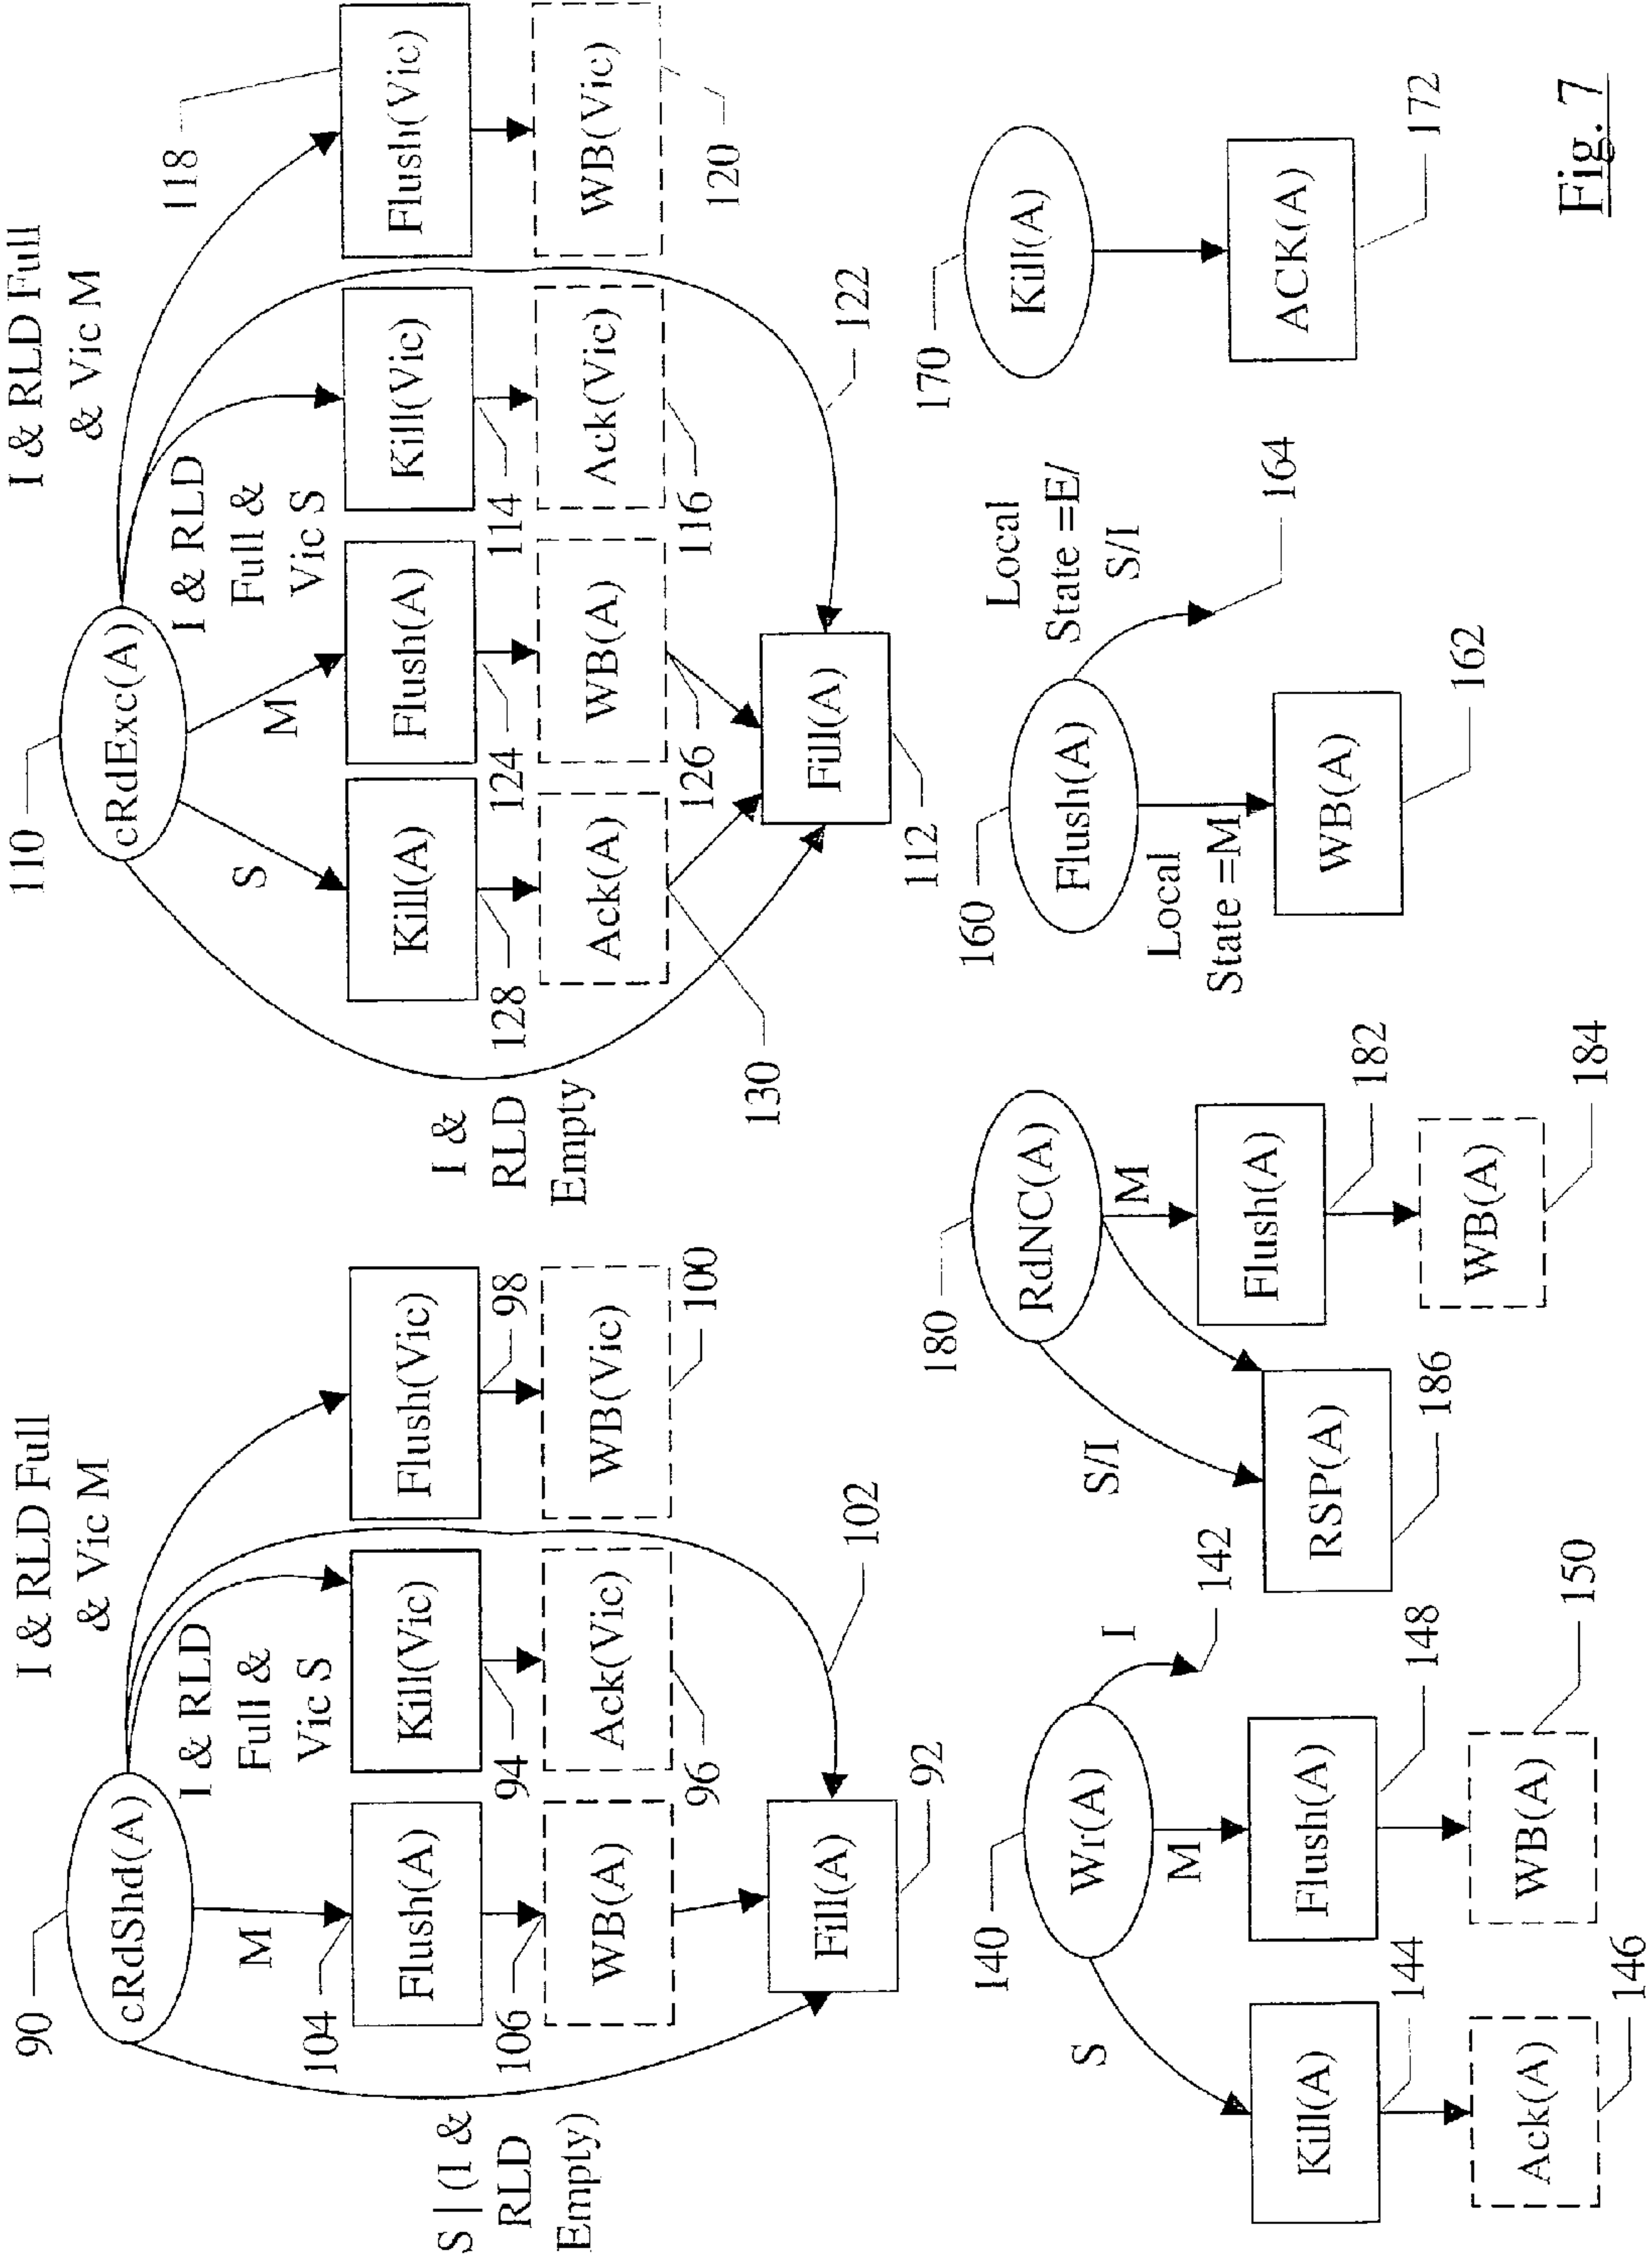 90
cRdShd(A)
I & RLD Full
& Vic M
M
I & RLD
Full &
Vic S
S | (I &
RLD
Empty)
104
Flush(A)
Kill(Vic)
Flush(Vic)
106
94
98
WB(A)
Ack(Vic)
WB(Vic)
96
100
Fill(A)
92
102
110
cRdExc(A)
I & RLD Full
& Vic M
118
S
M
I & RLD
Full &
Vic S
I &
RLD
Empty
Kill(A)
Flush(A)
Kill(Vic)
Flush(Vic)
128
124
114
Ack(A)
WB(A)
Ack(Vic)
WB(Vic)
130
126
116
120
Fill(A)
112
122
140
Wr(A)
S
M
I
142
Kill(A)
Flush(A)
144
148
Ack(A)
WB(A)
146
150
180
RdNC(A)
S/I
M
RSP(A)
Flush(A)
186
182
WB(A)
184
160
Flush(A)
Local
State =M
Local
State =E/
S/I
164
WB(A)
162
170
Kill(A)
ACK(A)
172
Fig. 7